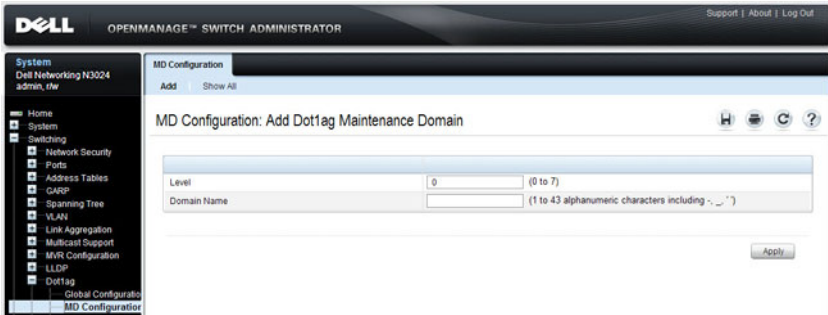 DELL OPENMANAGE™ SWITCH ADMINISTRATOR
Support | About | Log Out
System
Dell Networking N3024
admin, r/w
Home
System
Switching
Network Security
Ports
Address Tables
GARP
Spanning Tree
VLAN
Link Aggregation
Multicast Support
MVR Configuration
LLDP
Dot1ag
Global Configuratio
MD Configuration
MD Configuration
Add Show All
MD Configuration: Add Dot1ag Maintenance Domain
Level 0 (0 to 7)
Domain Name (1 to 43 alphanumeric characters including -, _, ' ')
Apply